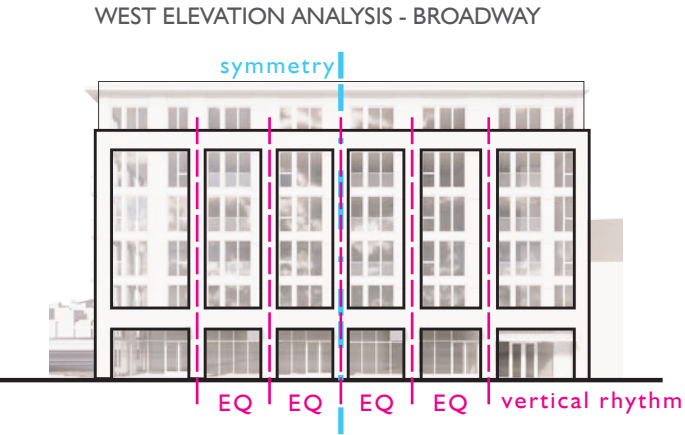 WEST ELEVATION ANALYSIS - BROADWAY
symmetry
EQ EQ EQ EQ vertical rhythm